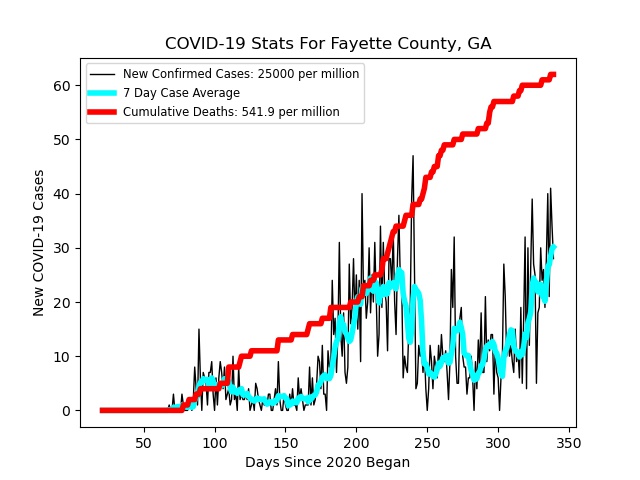 COVID-19 Stats For Fayette County, GA
New Confirmed Cases: 25000 per million
7 Day Case Average
Cumulative Deaths: 541.9 per million
New COVID-19 Cases
60
50
40
30
20
10
0
50 100 150 200 250 300 350
Days Since 2020 Began